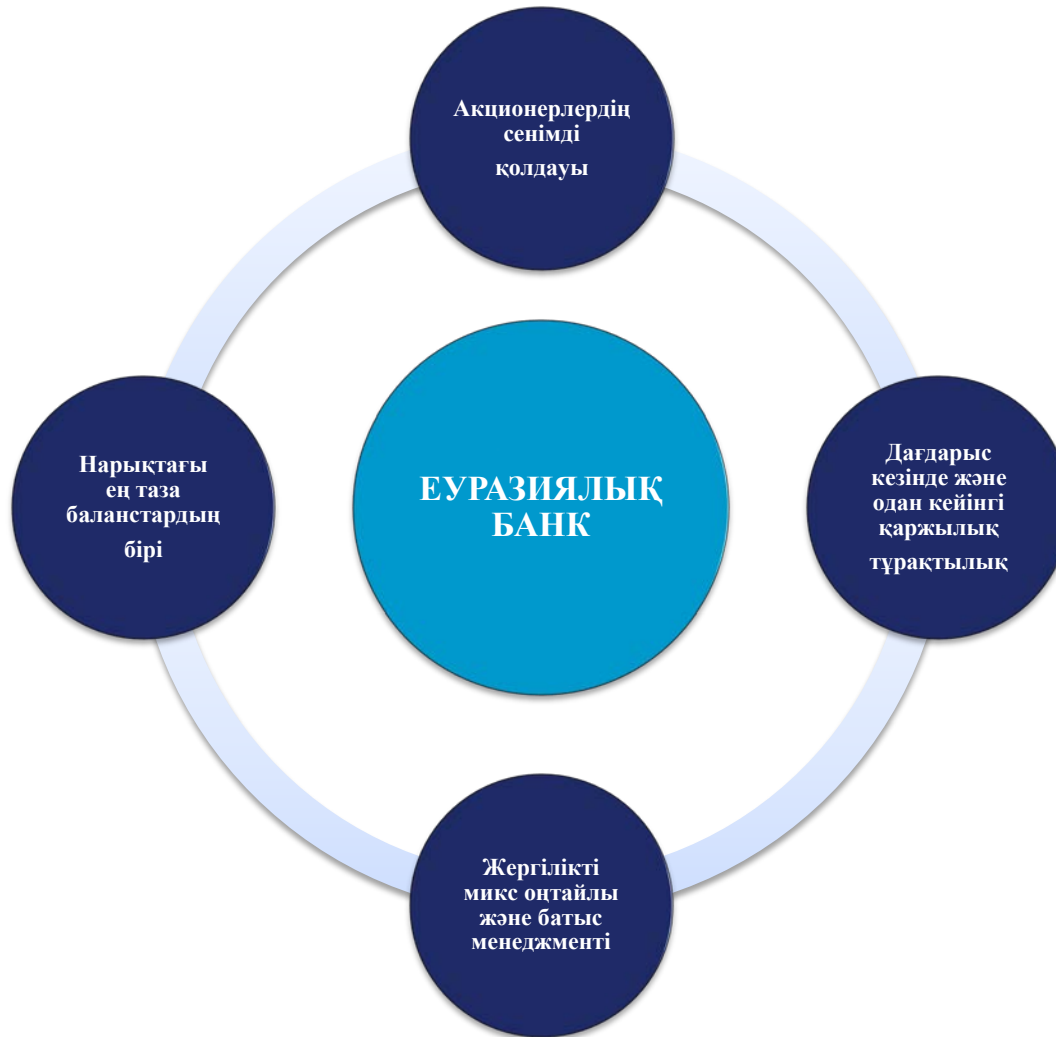 Акционерлердің
сенімді
қолдауы
Нарықтағы
ең таза
баланстардың
бірі
ЕУРАЗИЯЛЫҚ
БАНК
Дағдарыс
кезінде және
одан кейінгі
қаржылық
тұрақтылық
Жергілікті
микс оңтайлы
және батыс
менеджменті